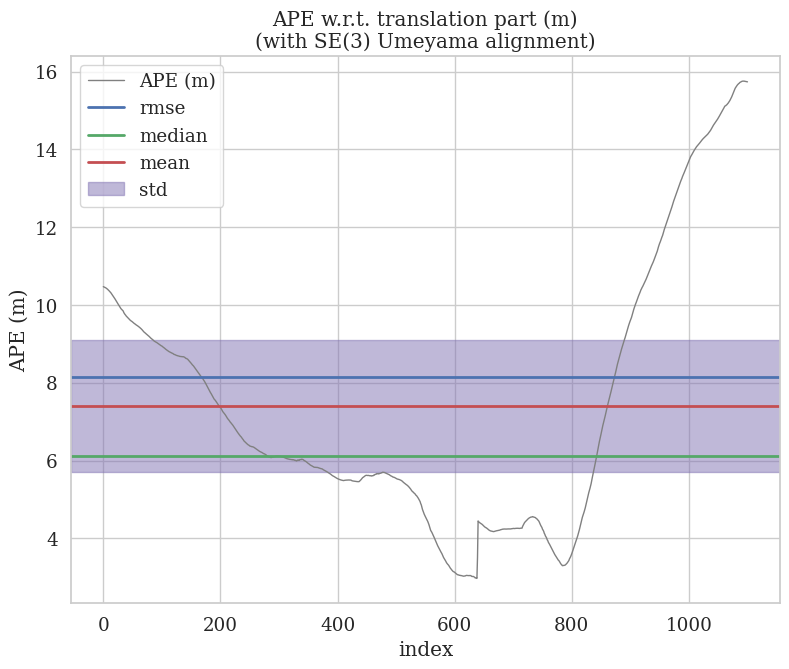 APE w.r.t. translation part (m)
(with SE(3) Umeyama alignment)
APE (m)
rmse
median
mean
std
16
14
12
10
8
6
4
APE (m)
0
200
400
600
800
1000
index